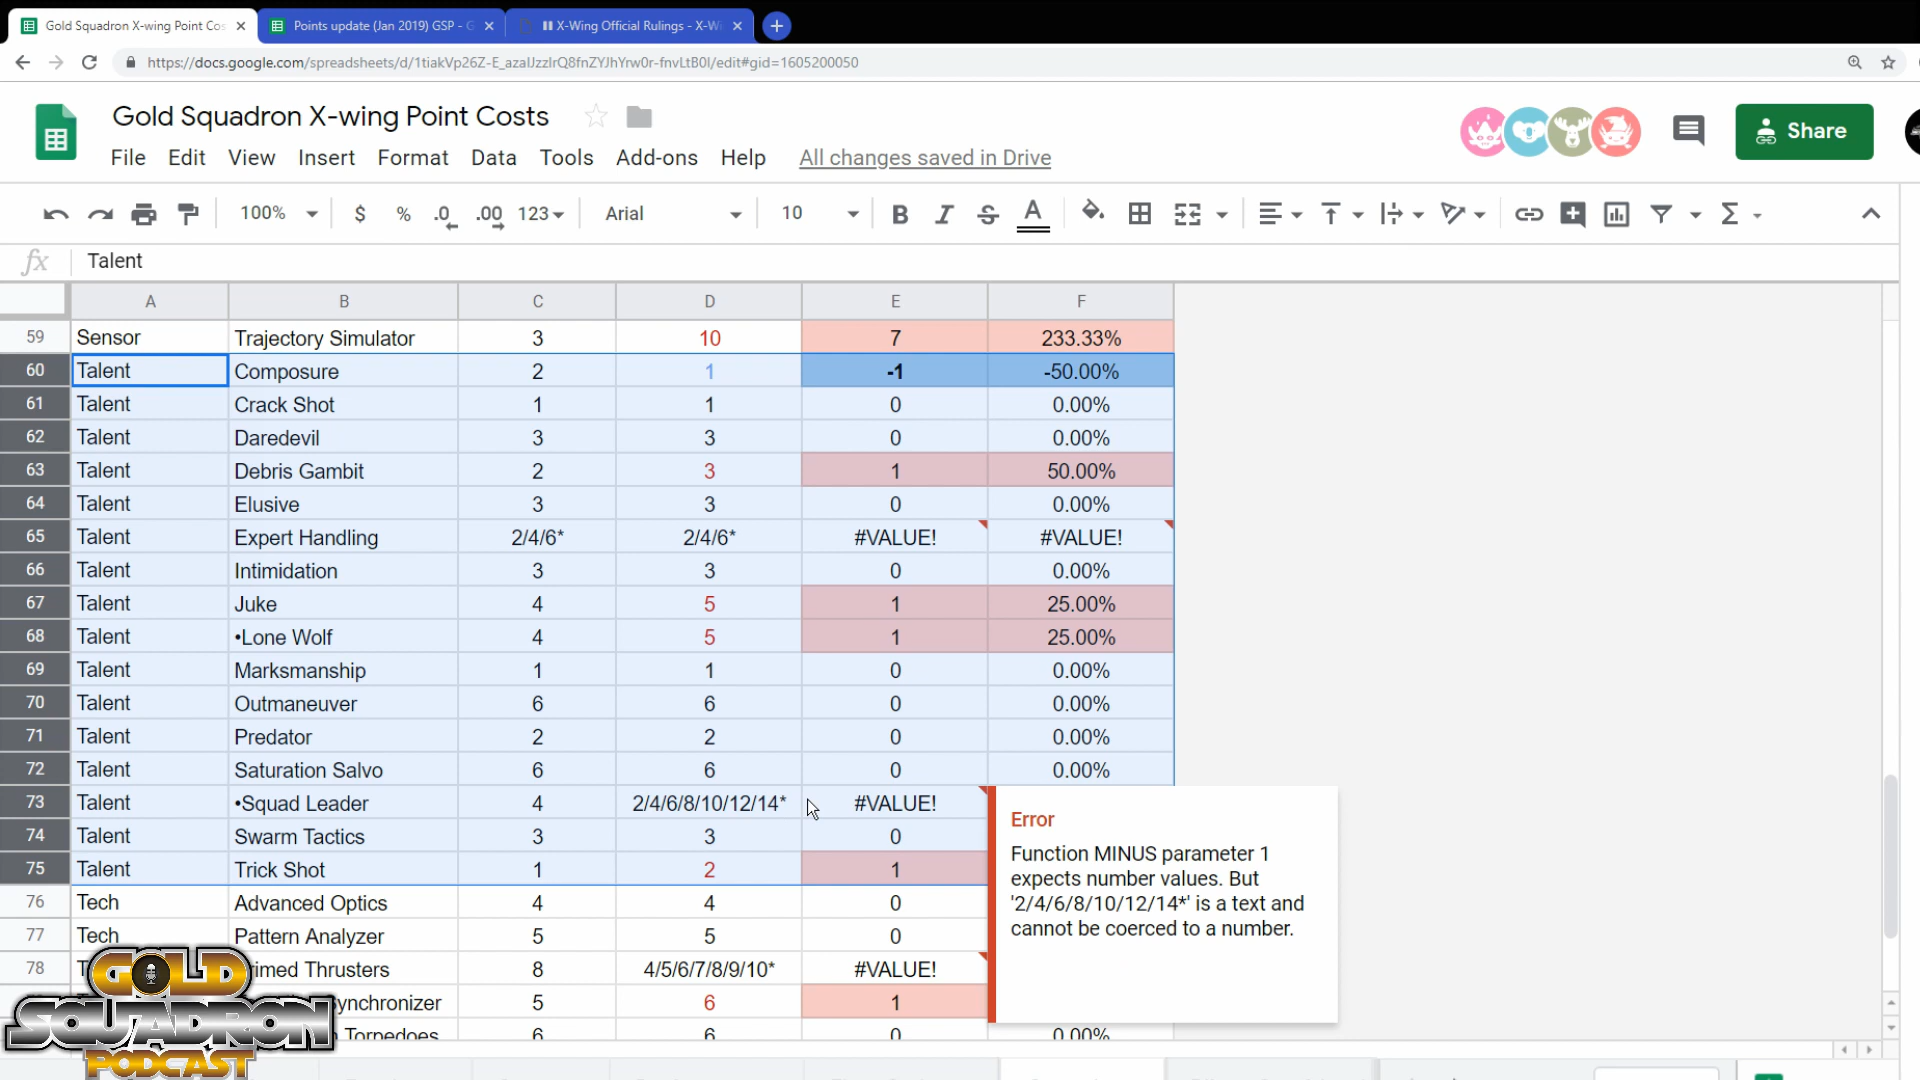 Gold Squadron X-wing Point Cos
Points update (Jan 2019) GSP - G
X-Wing Official Rulings - X-Wi
https://docs.google.com/spreadsheets/d/1tiakVp26Z-E_azaIJzzIrQ8fnZYJhYrw0r-fnvLtB0I/edit#gid=1605200050
Gold Squadron X-wing Point Costs
File Edit View Insert Format Data Tools Add-ons Help All changes saved in Drive
Share
100% $ % .0 .00 123 Arial 10 B I S A Σ
fx Talent
A B C D E F
59 Sensor Trajectory Simulator 3 10 7 233.33%
60 Talent Composure 2 1 -1 -50.00%
61 Talent Crack Shot 1 1 0 0.00%
62 Talent Daredevil 3 3 0 0.00%
63 Talent Debris Gambit 2 3 1 50.00%
64 Talent Elusive 3 3 0 0.00%
65 Talent Expert Handling 2/4/6* 2/4/6* #VALUE! #VALUE!
66 Talent Intimidation 3 3 0 0.00%
67 Talent Juke 4 5 1 25.00%
68 Talent •Lone Wolf 4 5 1 25.00%
69 Talent Marksmanship 1 1 0 0.00%
70 Talent Outmaneuver 6 6 0 0.00%
71 Talent Predator 2 2 0 0.00%
72 Talent Saturation Salvo 6 6 0 0.00%
73 Talent •Squad Leader 4 2/4/6/8/10/12/14* #VALUE!
74 Talent Swarm Tactics 3 3 0
75 Talent Trick Shot 1 2 1
76 Tech Advanced Optics 4 4 0
77 Tech Pattern Analyzer 5 5 0
78 T rimed Thrusters 8 4/5/6/7/8/9/10* #VALUE!
ynchronizer 5 6 1
Torpedoes 6 6 0 0.00%
Error
Function MINUS parameter 1
expects number values. But
'2/4/6/8/10/12/14*' is a text and
cannot be coerced to a number.
GOLD
SQUADRON
PODCAST